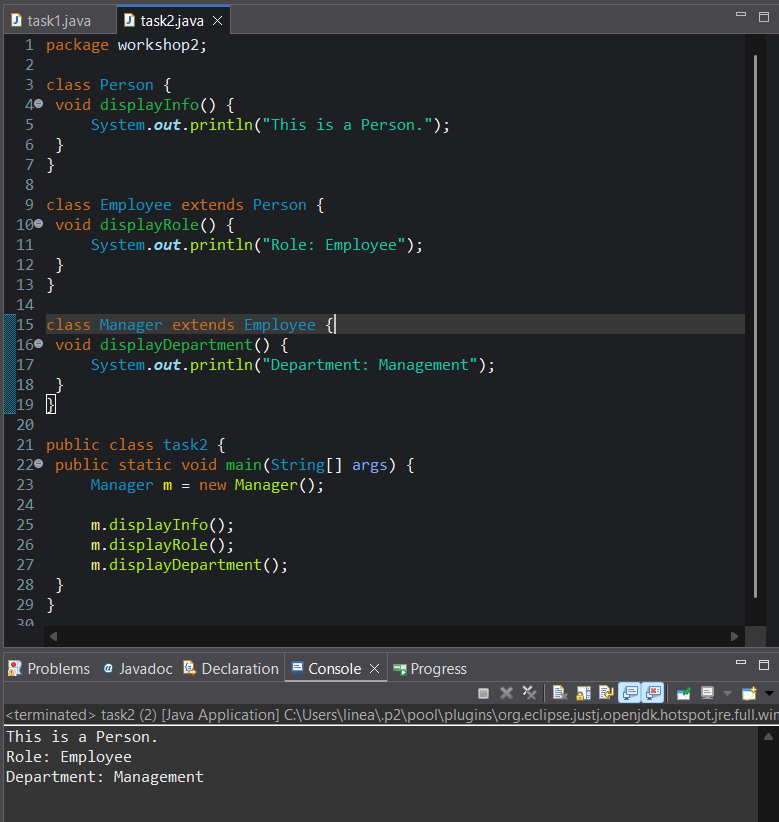 task1.java task2.java
1 package workshop2;
2
3 class Person {
4 void displayInfo() {
5 System.out.println("This is a Person.");
6 }
7 }
8
9 class Employee extends Person {
10 void displayRole() {
11 System.out.println("Role: Employee");
12 }
13 }
14
15 class Manager extends Employee {
16 void displayDepartment() {
17 System.out.println("Department: Management");
18 }
19 }
20
21 public class task2 {
22 public static void main(String[] args) {
23 Manager m = new Manager();
24
25 m.displayInfo();
26 m.displayRole();
27 m.displayDepartment();
28 }
29 }
30
Problems Javadoc Declaration Console Progress
<terminated> task2 (2) [Java Application] C:\Users\linea\.p2\pool\plugins\org.eclipse.justj.openjdk.hotspot.jre.full.win
This is a Person.
Role: Employee
Department: Management